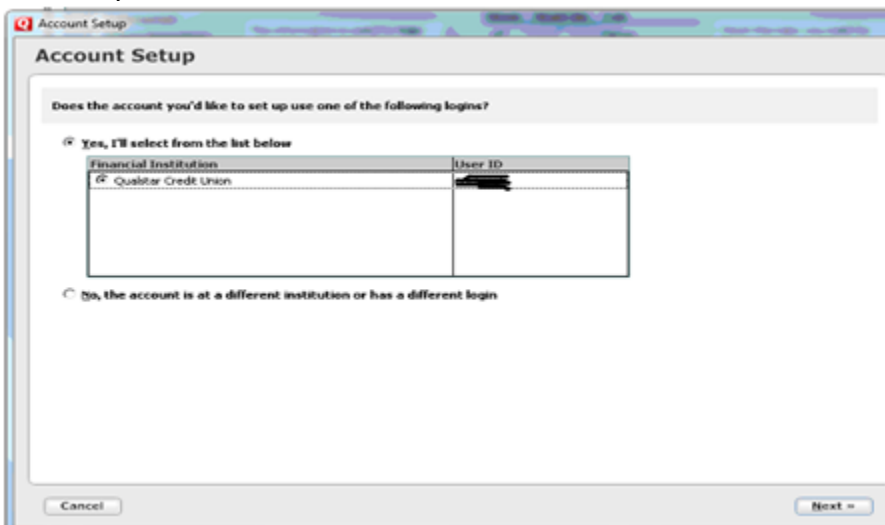 Account Setup
Account Setup
Does the account you'd like to set up use one of the following logins?
Yes, I'll select from the list below
Financial Institution User ID
Qualstar Credit Union
No, the account is at a different institution or has a different login
Cancel Next »